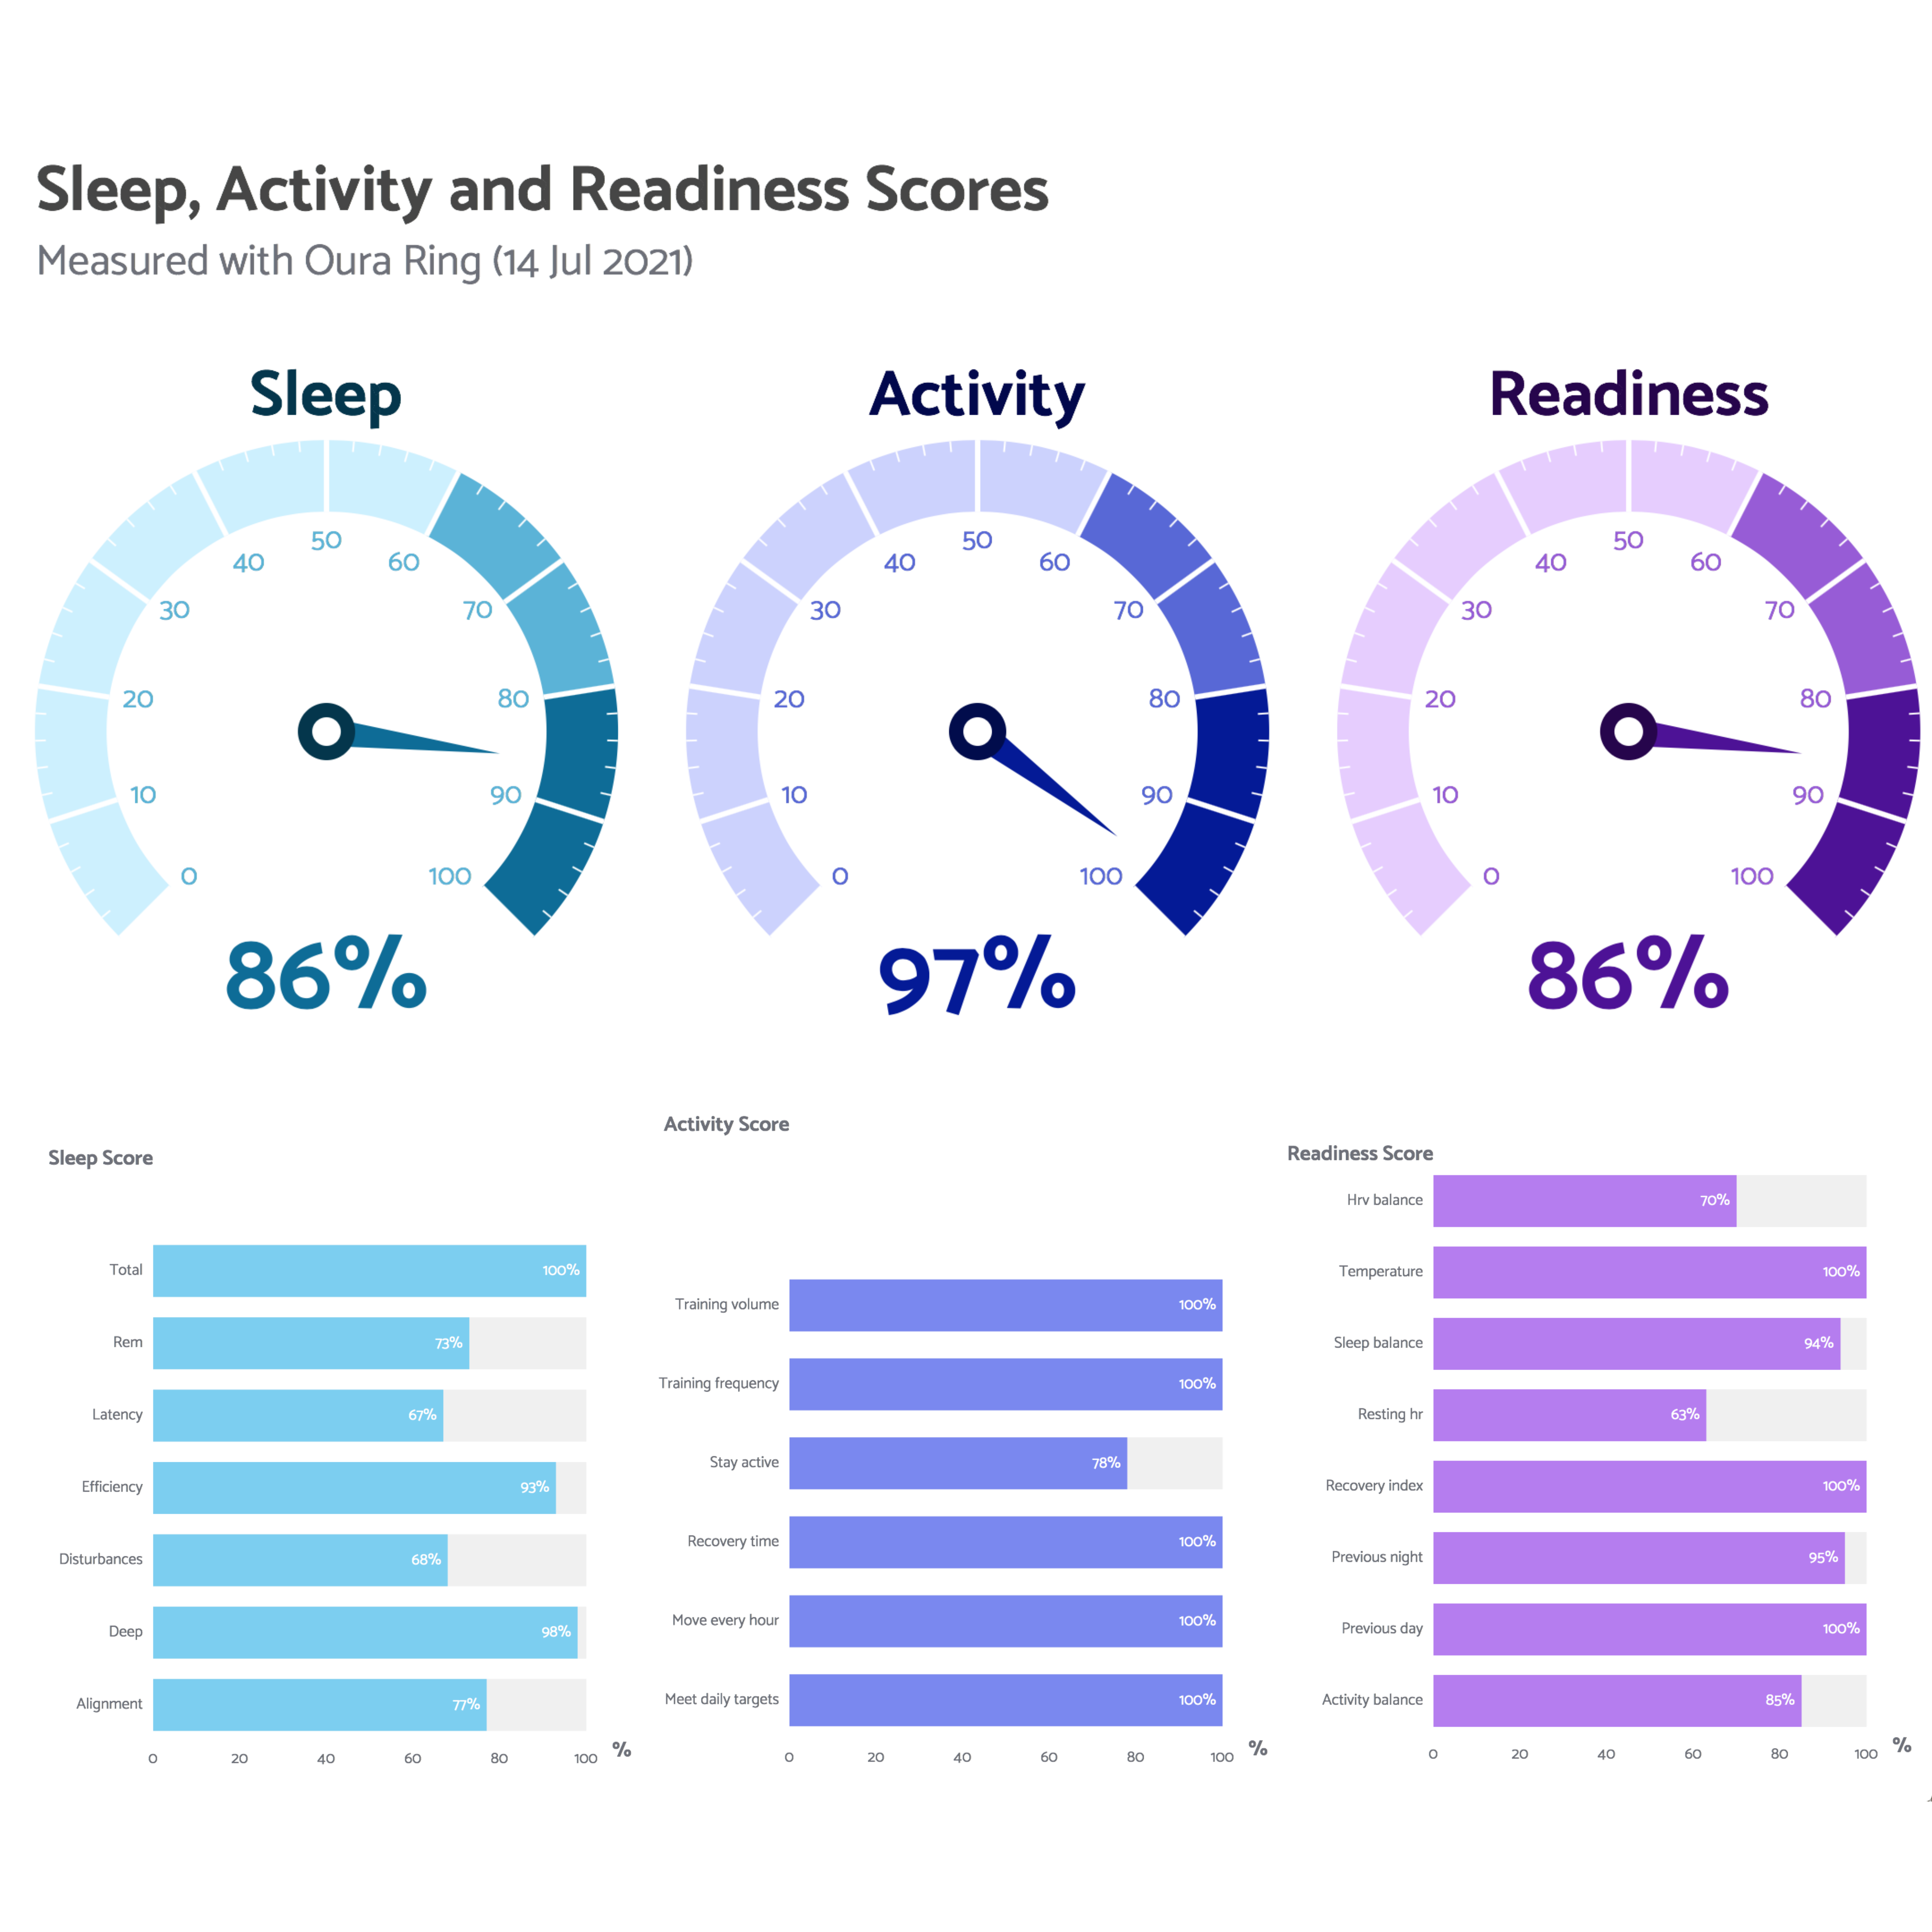 Sleep, Activity and Readiness Scores
Measured with Oura Ring (14 Jul 2021)
Sleep
0
10
20
30
40
50
60
70
80
90
100
86%
Activity
0
10
20
30
40
50
60
70
80
90
100
97%
Readiness
0
10
20
30
40
50
60
70
80
90
100
86%
Sleep Score
Total 100%
Rem 73%
Latency 67%
Efficiency 93%
Disturbances 68%
Deep 98%
Alignment 77%
0 20 40 60 80 100 %
Activity Score
Training volume 100%
Training frequency 100%
Stay active 78%
Recovery time 100%
Move every hour 100%
Meet daily targets 100%
0 20 40 60 80 100 %
Readiness Score
Hrv balance 70%
Temperature 100%
Sleep balance 94%
Resting hr 63%
Recovery index 100%
Previous night 95%
Previous day 100%
Activity balance 85%
0 20 40 60 80 100 %